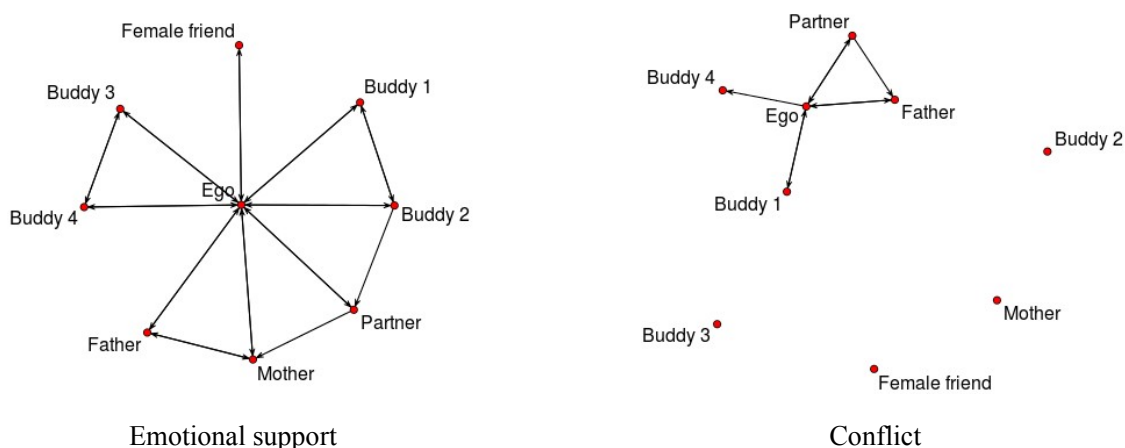 Female friend
Buddy 3
Buddy 1
Ego
Buddy 4
Buddy 2
Partner
Father
Mother
Emotional support
Partner
Buddy 4
Ego
Father
Buddy 2
Buddy 1
Mother
Buddy 3
Female friend
Conflict